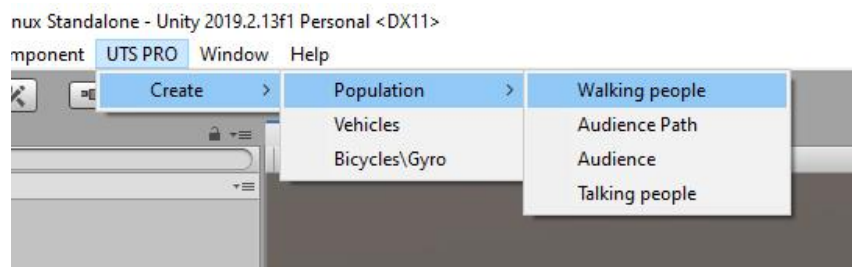 nux Standalone - Unity 2019.2.13f1 Personal <DX11>
mponent UTS PRO Window Help
Create > Population > Walking people
Vehicles Audience Path
Bicycles\Gyro Audience
Talking people